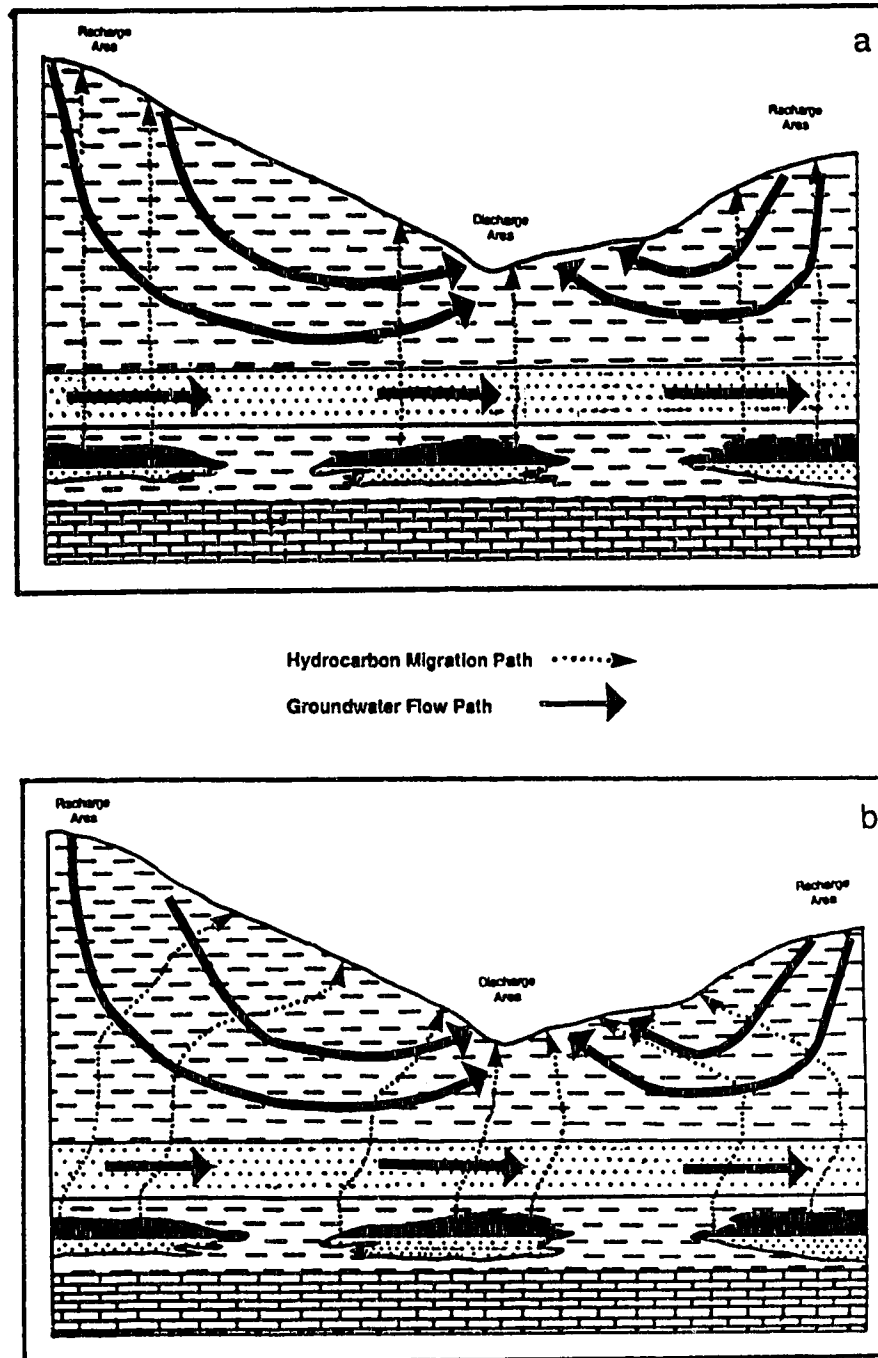 Recharge
Area
a
Recharge
Area
Discharge
Area
Hydrocarbon Migration Path
Groundwater Flow Path
Recharge
Area
b
Recharge
Area
Discharge
Area